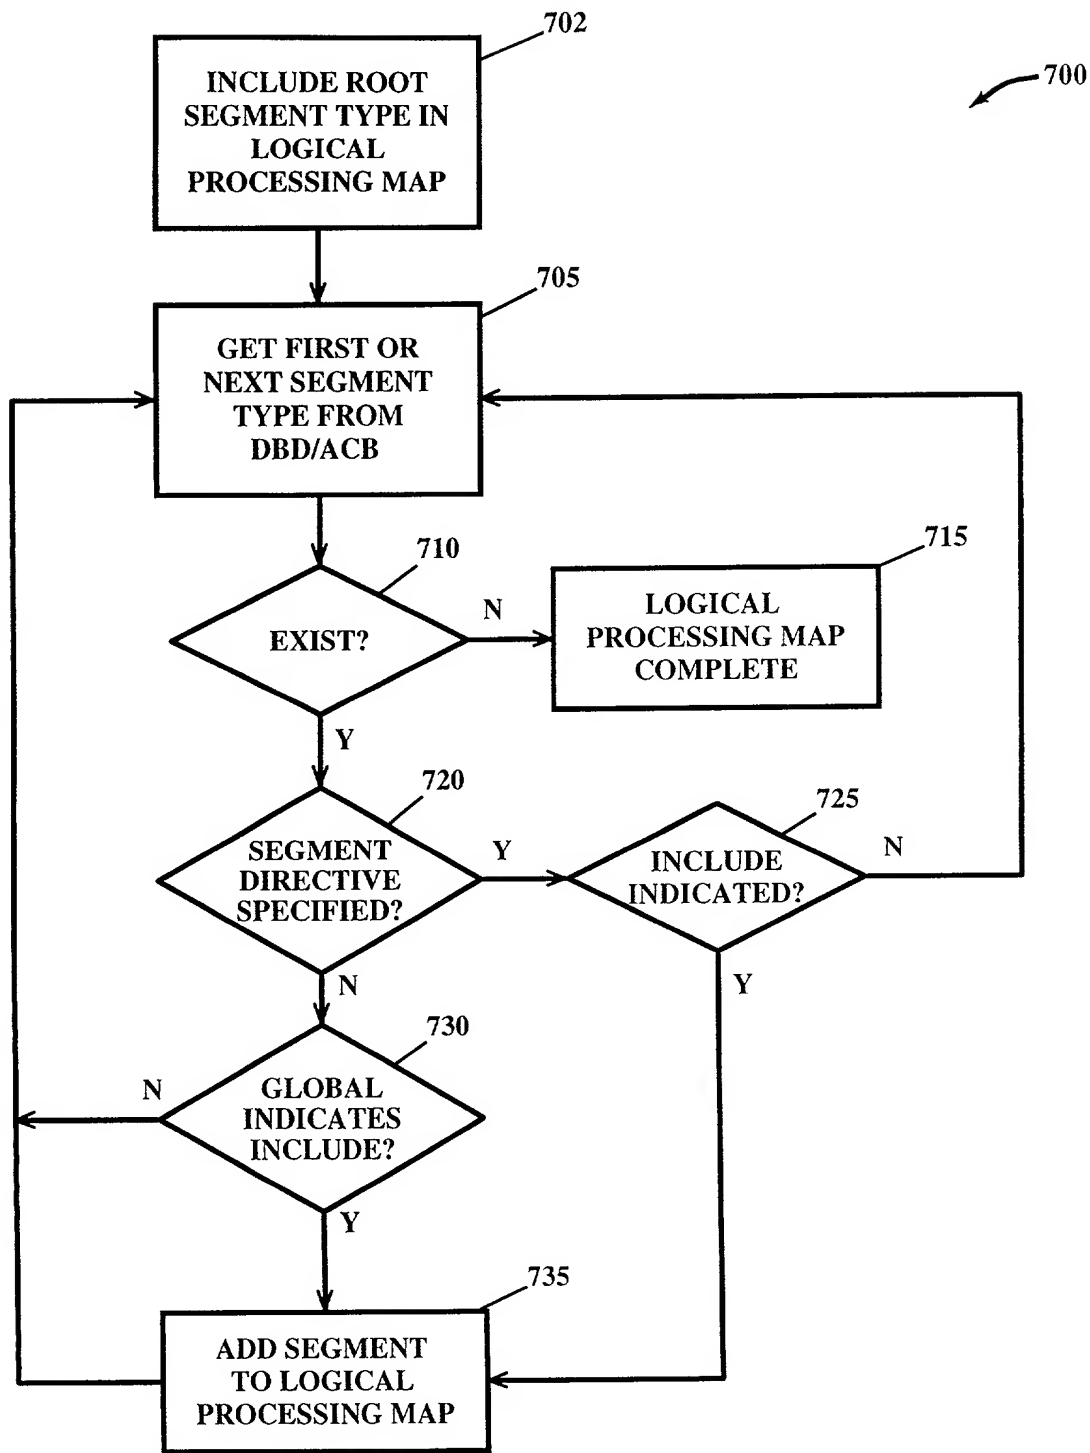 702
700
INCLUDE ROOT
SEGMENT TYPE IN
LOGICAL
PROCESSING MAP
705
GET FIRST OR
NEXT SEGMENT
TYPE FROM
DBD/ACB
710
EXIST?
N
715
LOGICAL
PROCESSING MAP
COMPLETE
Y
720
SEGMENT
DIRECTIVE
SPECIFIED?
Y
725
INCLUDE
INDICATED?
N
N
Y
730
GLOBAL
INDICATES
INCLUDE?
N
Y
735
ADD SEGMENT
TO LOGICAL
PROCESSING MAP